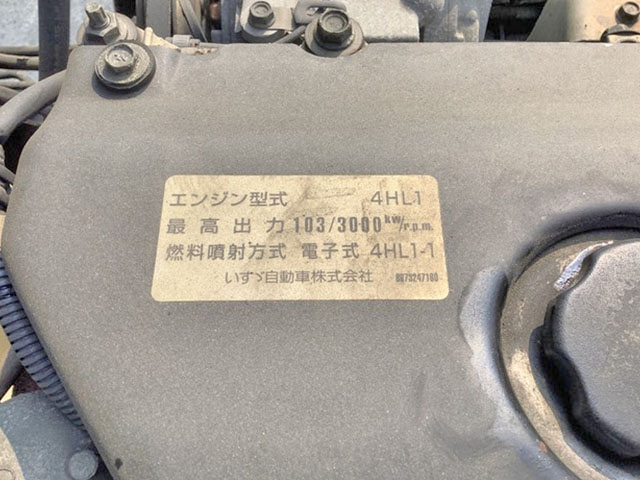 エンジン型式 4HL1
最高出力 103/3000 kW/r.p.m.
燃料噴射方式 電子式 4HL1-1
いすゞ自動車株式会社 8973247160